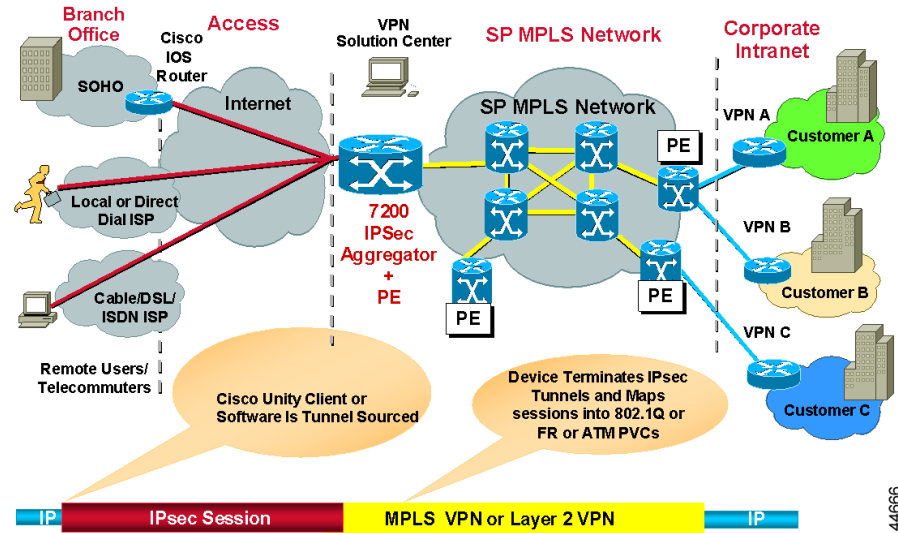 Branch
Office
Access
Cisco
IOS
Router
SOHO
Internet
VPN
Solution Center
SP MPLS Network
Corporate
Intranet
SP MPLS Network
VPN A
Customer A
PE
Local or Direct
Dial ISP
7200
IPSec
Aggregator
+
PE
VPN B
Customer B
PE
PE
Cable/DSL/
ISDN ISP
VPN C
Customer C
Remote Users/
Telecommuters
Cisco Unity Client or
Software Is Tunnel Sourced
Device Terminates IPsec
Tunnels and Maps
sessions into 802.1Q or
FR or ATM PVCs
IP
IPsec Session
MPLS VPN or Layer 2 VPN
IP
44666